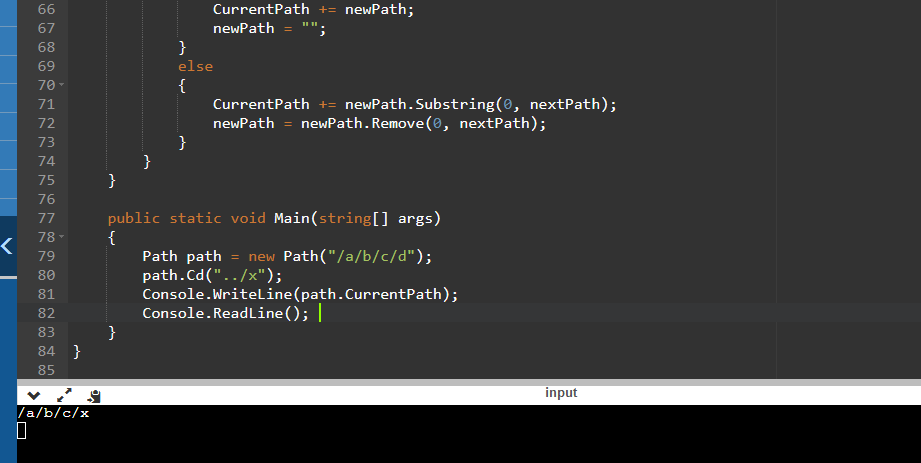 66 CurrentPath += newPath;
67 newPath = "";
68 }
69 else
70 {
71 CurrentPath += newPath.Substring(0, nextPath);
72 newPath = newPath.Remove(0, nextPath);
73 }
74 }
75 }
76
77 public static void Main(string[] args)
78 {
79 Path path = new Path("/a/b/c/d");
80 path.Cd("../x");
81 Console.WriteLine(path.CurrentPath);
82 Console.ReadLine();
83 }
84 }
85
input
/a/b/c/x